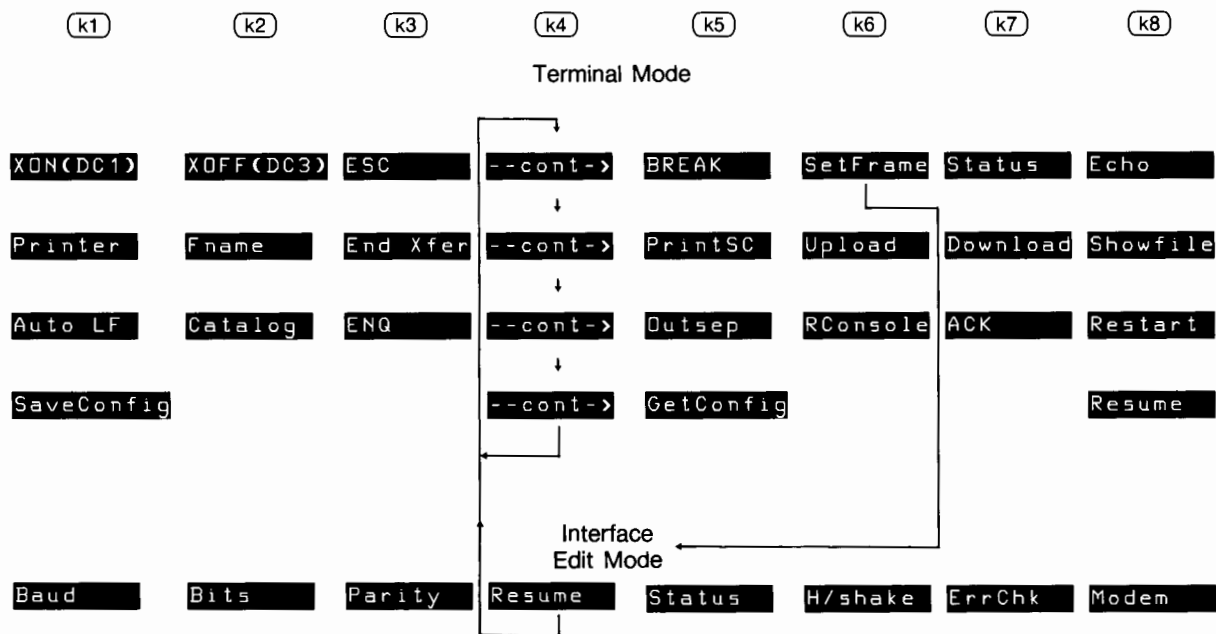 k1 k2 k3 k4 k5 k6 k7 k8
Terminal Mode
XON(DC1) XOFF(DC3) ESC --cont-> BREAK SetFrame Status Echo
Printer Fname End Xfer --cont-> PrintSC Upload Download Showfile
Auto LF Catalog ENQ --cont-> Outsep RConsole ACK Restart
SaveConfig --cont-> GetConfig Resume
Interface
Edit Mode
Baud Bits Parity Resume Status H/shake ErrChk Modem